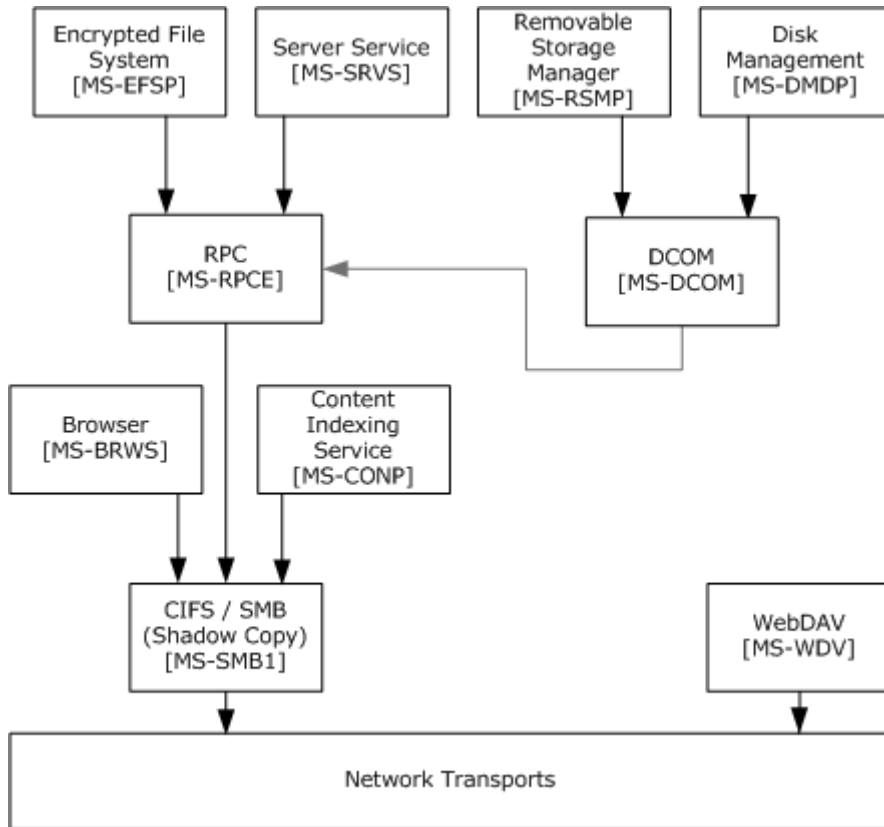 Encrypted File
System
[MS-EFSP]
Server Service
[MS-SRVS]
Removable
Storage
Manager
[MS-RSMP]
Disk
Management
[MS-DMDP]
RPC
[MS-RPCE]
DCOM
[MS-DCOM]
Browser
[MS-BRWS]
Content
Indexing
Service
[MS-CONP]
CIFS / SMB
(Shadow Copy)
[MS-SMB1]
WebDAV
[MS-WDV]
Network Transports